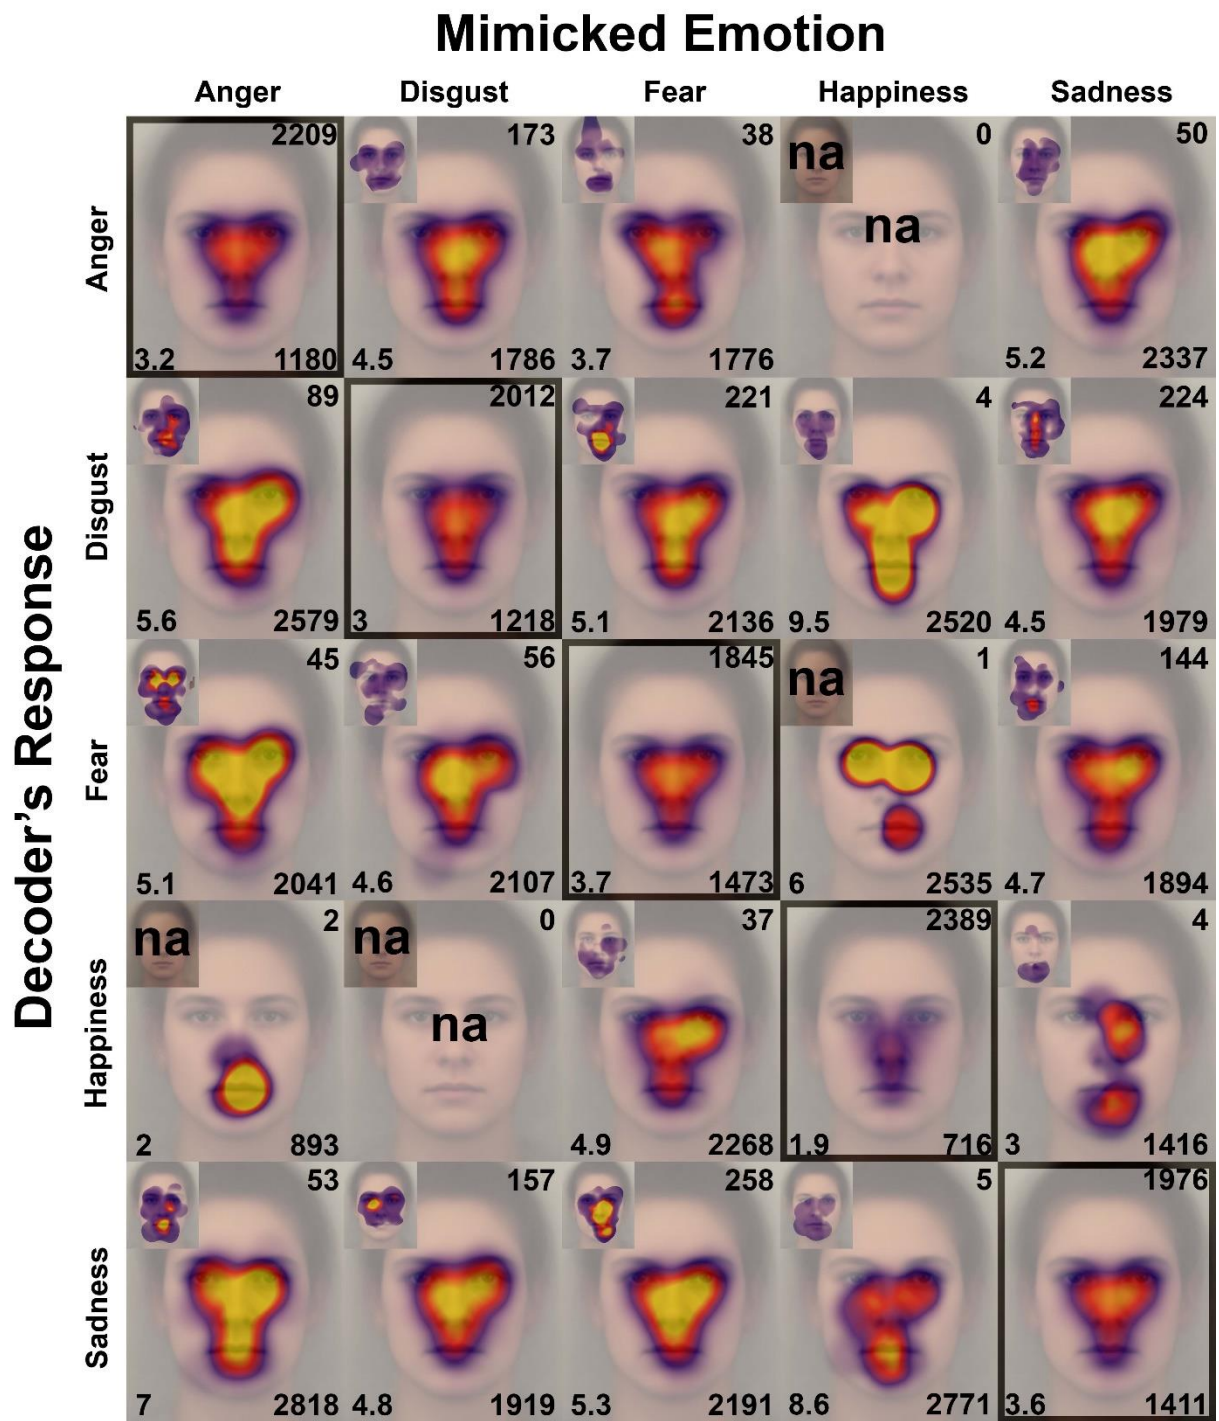 Mimicked Emotion
Anger Disgust Fear Happiness Sadness
Decoder's Response
Anger
2209 173 38 na 0 50
na
3.2 1180 4.5 1786 3.7 1776 5.2 2337
Disgust
89 2012 221 4 224
5.6 2579 3 1218 5.1 2136 9.5 2520 4.5 1979
Fear
45 56 1845 na 1 144
5.1 2041 4.6 2107 3.7 1473 6 2535 4.7 1894
Happiness
na 2 na 0 37 2389 4
na
2 893 4.9 2268 1.9 716 3 1416
Sadness
53 157 258 5 1976
7 2818 4.8 1919 5.3 2191 8.6 2771 3.6 1411